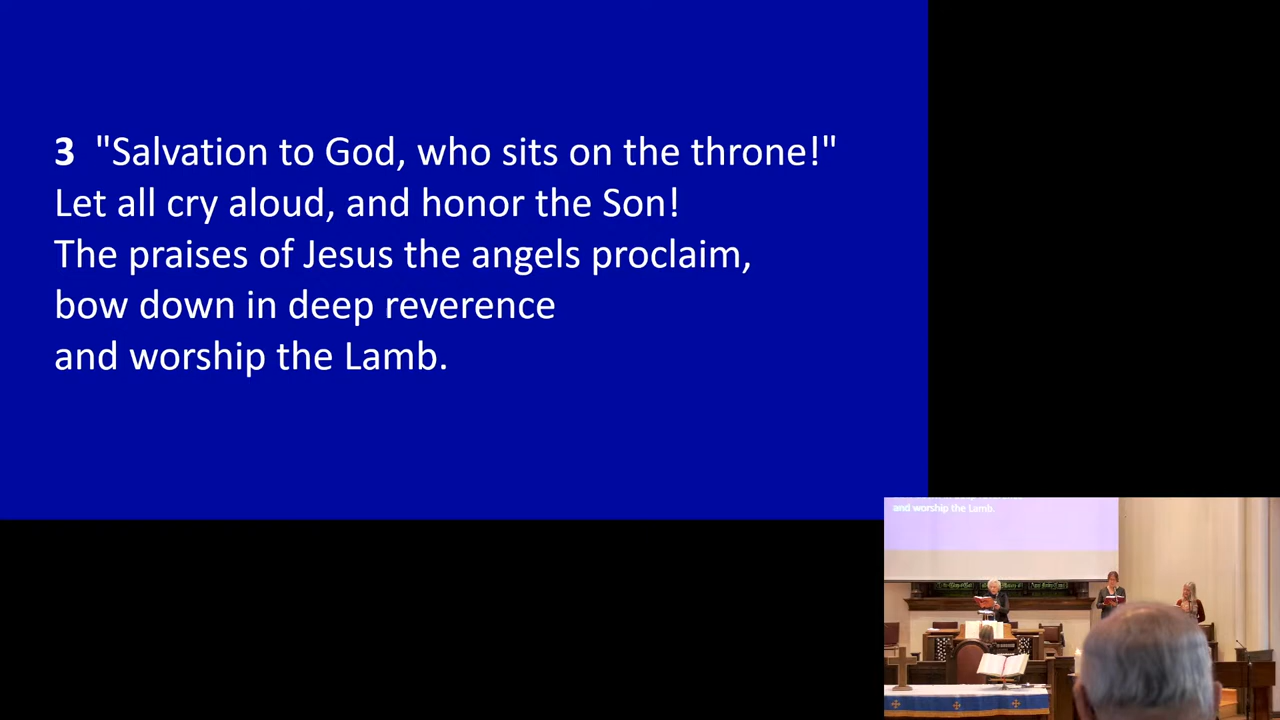 3 "Salvation to God, who sits on the throne!"
Let all cry aloud, and honor the Son!
The praises of Jesus the angels proclaim,
bow down in deep reverence
and worship the Lamb.
and worship the Lamb.